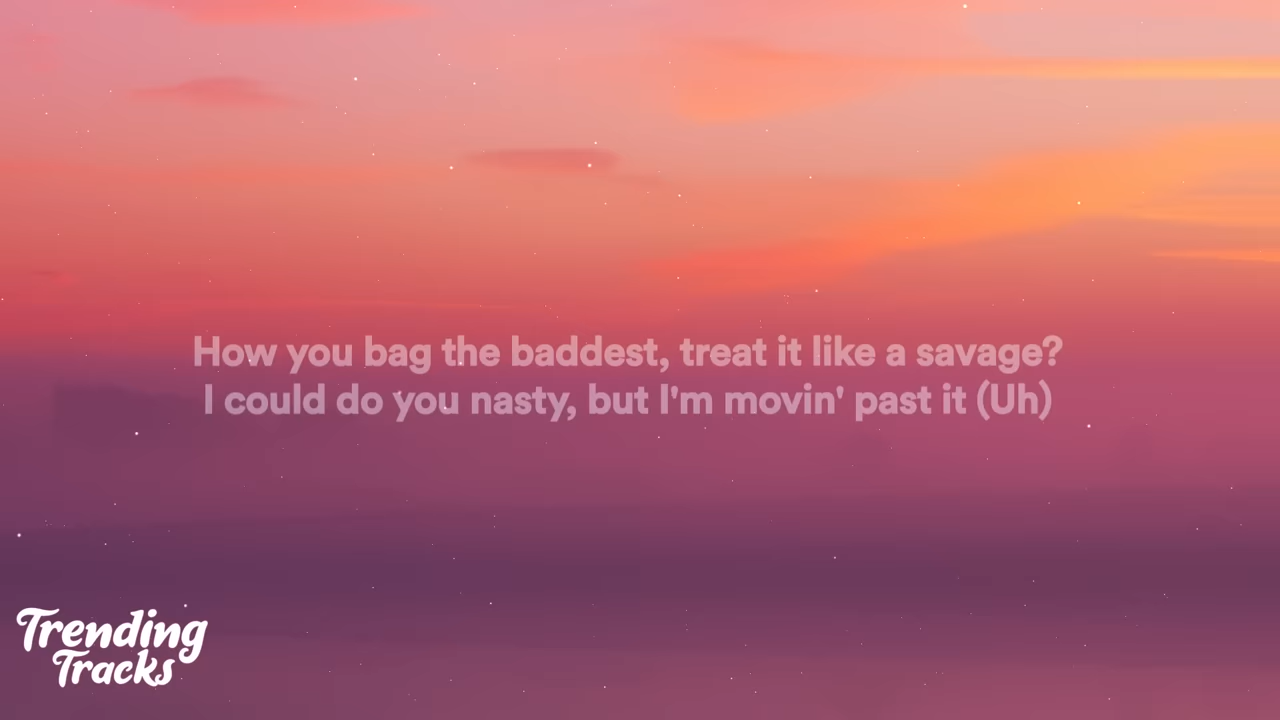 How you bag the baddest, treat it like a savage?
I could do you nasty, but I'm movin' past it (Uh)
Trending
Tracks